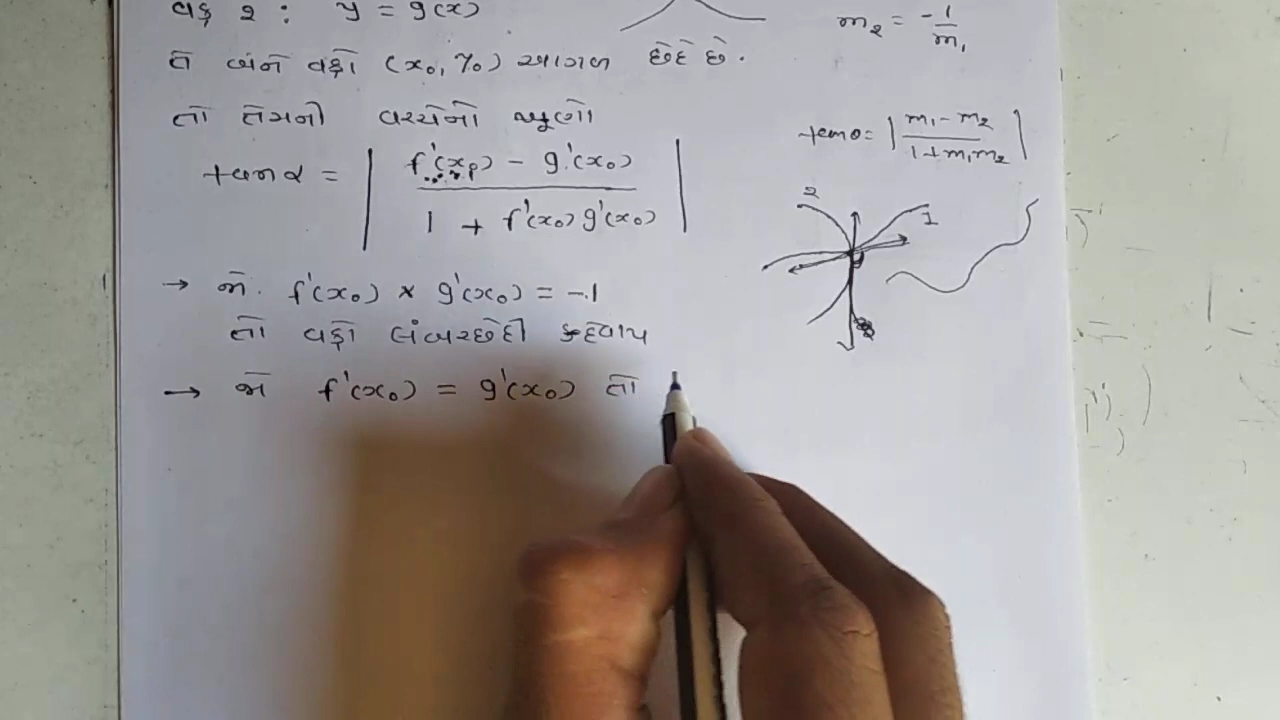 વક્ર ૨ : y = g(x)
તે બંને વક્રો (x₀, y₀) આગળ છેદે છે.
તો તેમની વચ્ચેનો ખૂણો
tan α = | f'(x₀) - g'(x₀) / 1 + f'(x₀) g'(x₀) |
→ જો f'(x₀) × g'(x₀) = -1
તો વક્રો લંબચ્છેદી કહેવાય
→ જો f'(x₀) = g'(x₀) તો
m₂ = -1/m₁
tan θ = | m₁ - m₂ / 1 + m₁m₂ |
2
1